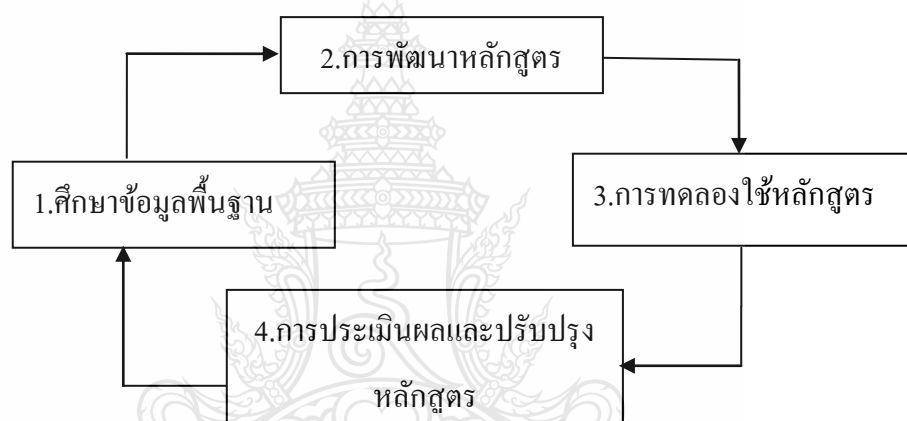 2.การพัฒนาหลักสูตร
1.ศึกษาข้อมูลพื้นฐาน
3.การทดลองใช้หลักสูตร
4.การประเมินผลและปรับปรุง
หลักสูตร